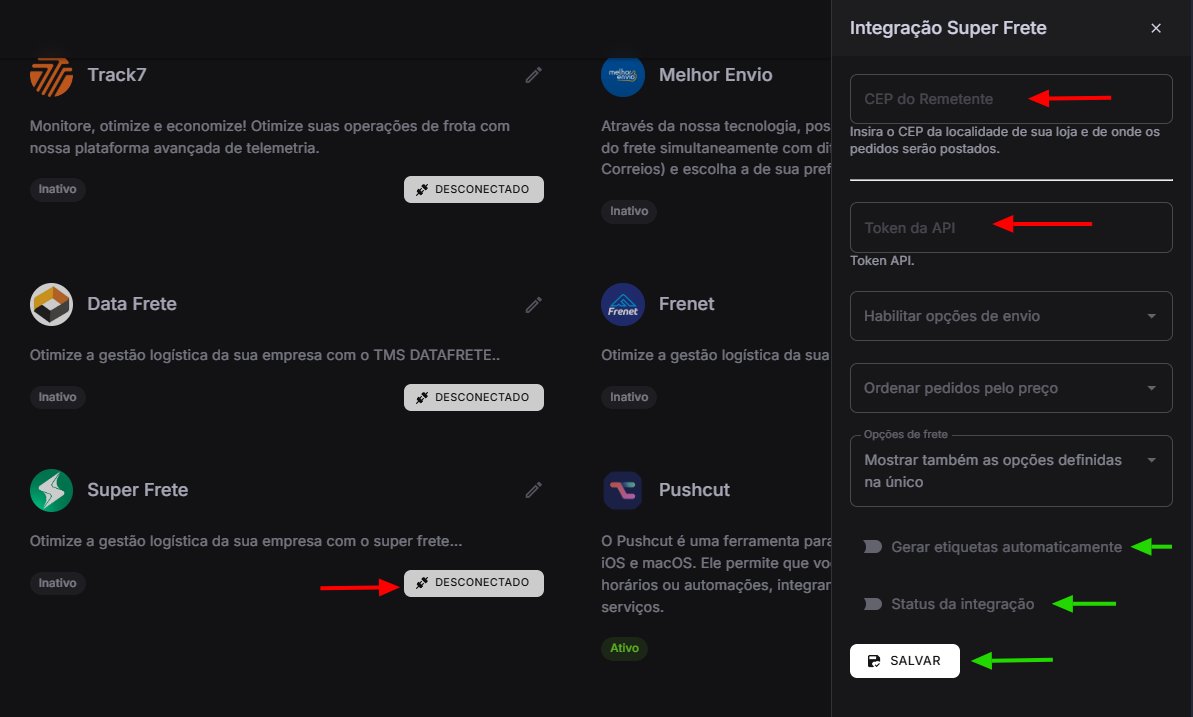 Integração Super Frete
Track7
Monitore, otimize e economize! Otimize suas operações de frota com
nossa plataforma avançada de telemetria.
Inativo
DESCONECTADO
melhor
envio
Melhor Envio
Através da nossa tecnologia, pos
do frete simultaneamente com di
Correios) e escolha a de sua pref
Inativo
Data Frete
Otimize a gestão logística da sua empresa com o TMS DATAFRETE..
Inativo
DESCONECTADO
Frenet
Frenet
Otimize a gestão logística da sua
Inativo
Super Frete
Otimize a gestão logística da sua empresa com o super frete...
Inativo
DESCONECTADO
Pushcut
O Pushcut é uma ferramenta para
iOS e macOS. Ele permite que vo
horários ou automações, integran
serviços.
Ativo
CEP do Remetente
Insira o CEP da localidade de sua loja e de onde os
pedidos serão postados.
Token da API
Token API.
Habilitar opções de envio
Ordenar pedidos pelo preço
Opções de frete
Mostrar também as opções definidas
na único
Gerar etiquetas automaticamente
Status da integração
SALVAR